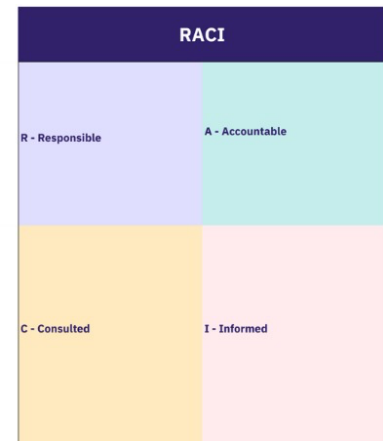 RACI
R - Responsible
A - Accountable
C - Consulted
I - Informed